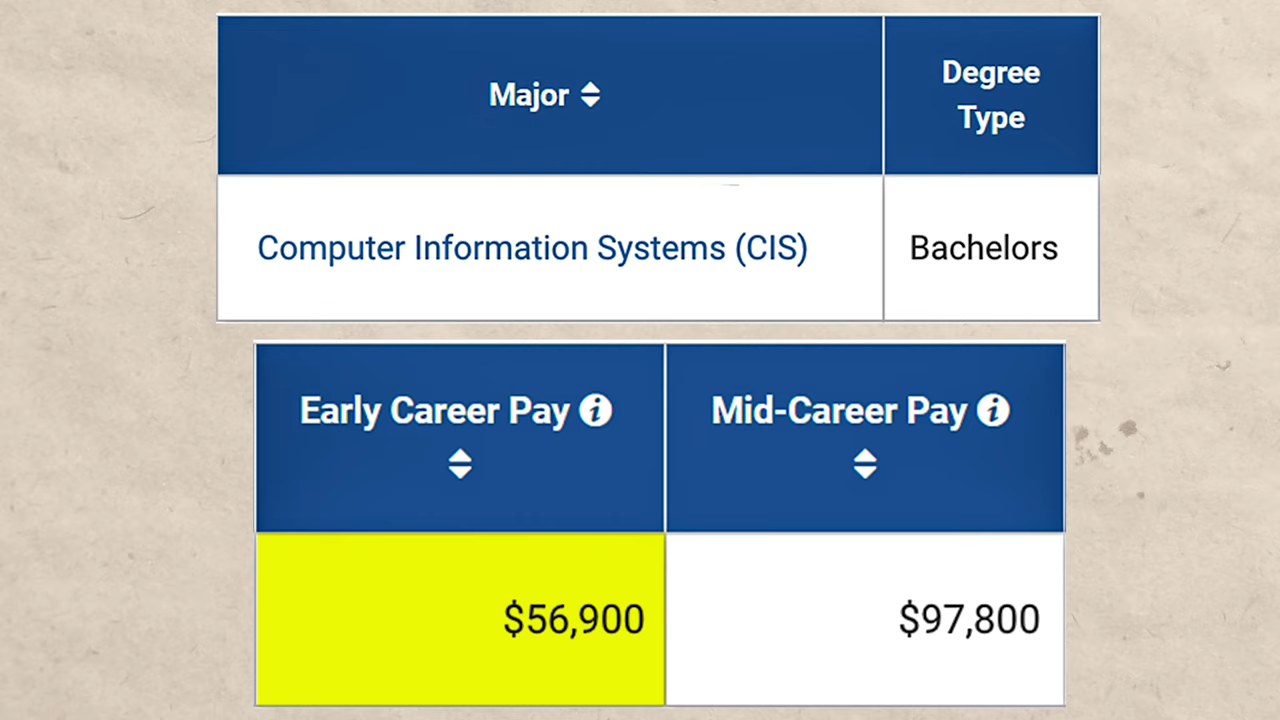 Major
Degree
Type
Computer Information Systems (CIS)
Bachelors
Early Career Pay
Mid-Career Pay
$56,900
$97,800